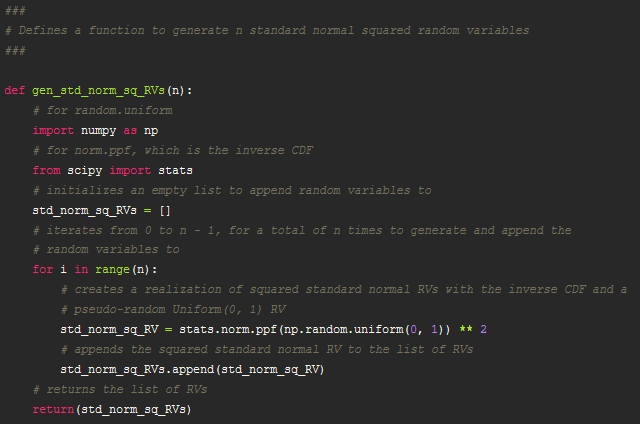 ###
# Defines a function to generate n standard normal squared random variables
###
def gen_std_norm_sq_RVs(n):
    # for random.uniform
    import numpy as np
    # for norm.ppf, which is the inverse CDF
    from scipy import stats
    # initializes an empty list to append random variables to
    std_norm_sq_RVs = []
    # iterates from 0 to n - 1, for a total of n times to generate and append the
    # random variables to
    for i in range(n):
        # creates a realization of squared standard normal RVs with the inverse CDF and a
        # pseudo-random Uniform(0, 1) RV
        std_norm_sq_RV = stats.norm.ppf(np.random.uniform(0, 1)) ** 2
        # appends the squared standard normal RV to the list of RVs
        std_norm_sq_RVs.append(std_norm_sq_RV)
    # returns the list of RVs
    return(std_norm_sq_RVs)